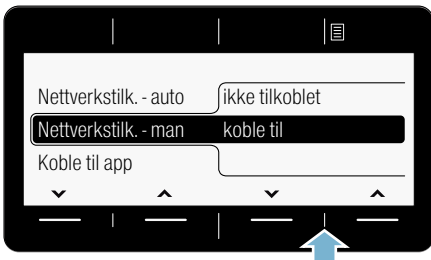 Nettverkstilk. - auto ikke tilkoblet
Nettverkstilk. - man koble til
Koble til app